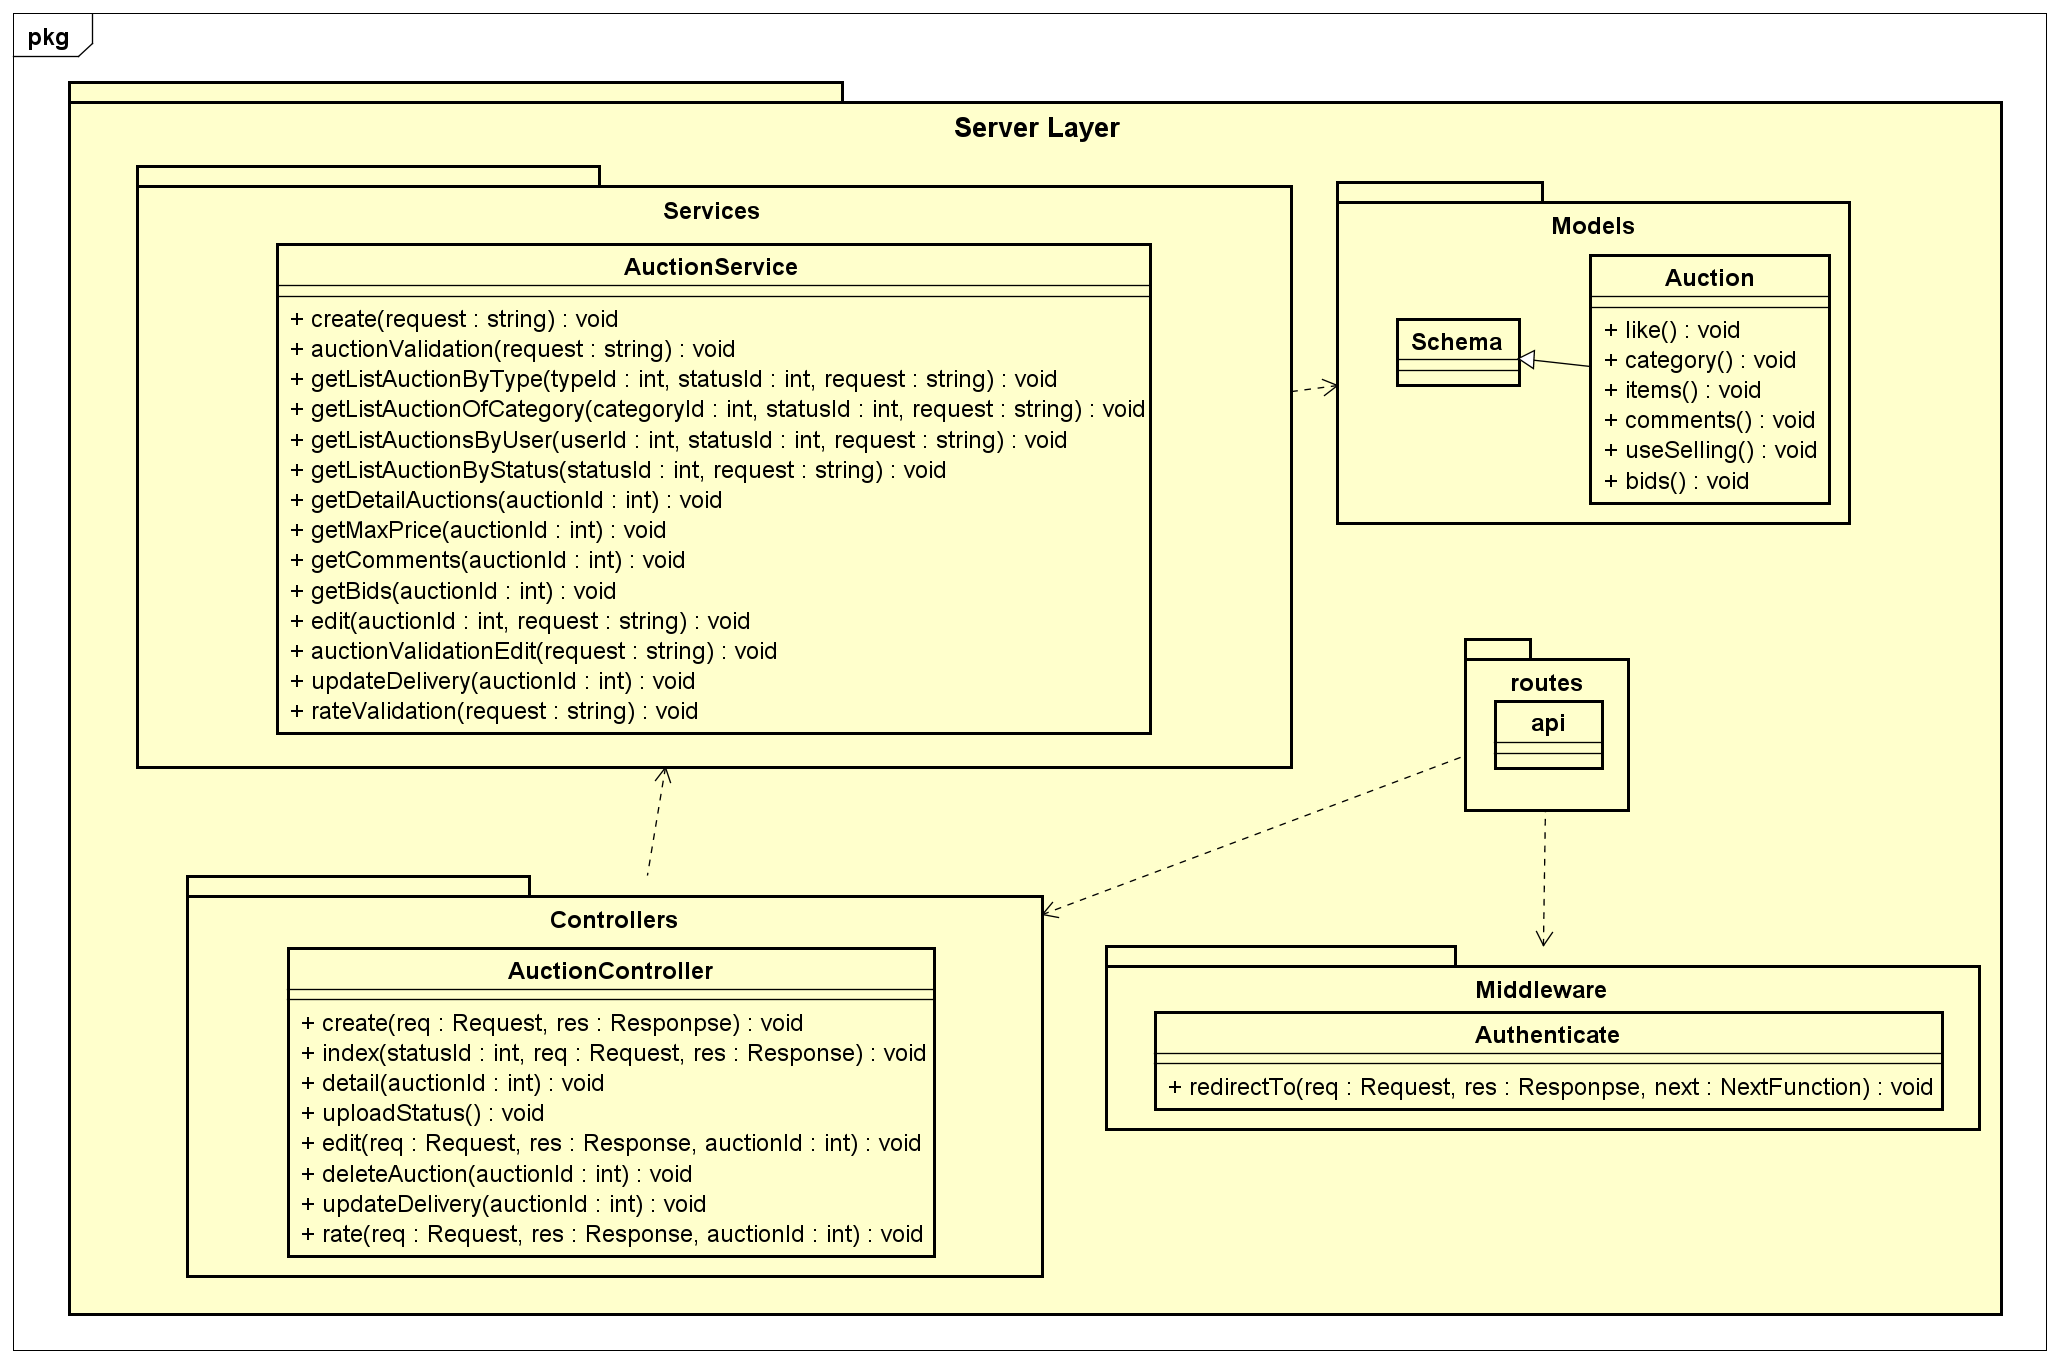 pkg
Server Layer
Services
AuctionService
+ create(request : string) : void
+ auctionValidation(request : string) : void
+ getListAuctionByType(typeId : int, statusId : int, request : string) : void
+ getListAuctionOfCategory(categoryId : int, statusId : int, request : string) : void
+ getListAuctionsByUser(userId : int, statusId : int, request : string) : void
+ getListAuctionByStatus(statusId : int, request : string) : void
+ getDetailAuctions(auctionId : int) : void
+ getMaxPrice(auctionId : int) : void
+ getComments(auctionId : int) : void
+ getBids(auctionId : int) : void
+ edit(auctionId : int, request : string) : void
+ auctionValidationEdit(request : string) : void
+ updateDelivery(auctionId : int) : void
+ rateValidation(request : string) : void
Models
Schema
Auction
+ like() : void
+ category() : void
+ items() : void
+ comments() : void
+ useSelling() : void
+ bids() : void
routes
api
Controllers
AuctionController
+ create(req : Request, res : Responpse) : void
+ index(statusId : int, req : Request, res : Response) : void
+ detail(auctionId : int) : void
+ uploadStatus() : void
+ edit(req : Request, res : Response, auctionId : int) : void
+ deleteAuction(auctionId : int) : void
+ updateDelivery(auctionId : int) : void
+ rate(req : Request, res : Response, auctionId : int) : void
Middleware
Authenticate
+ redirectTo(req : Request, res : Responpse, next : NextFunction) : void